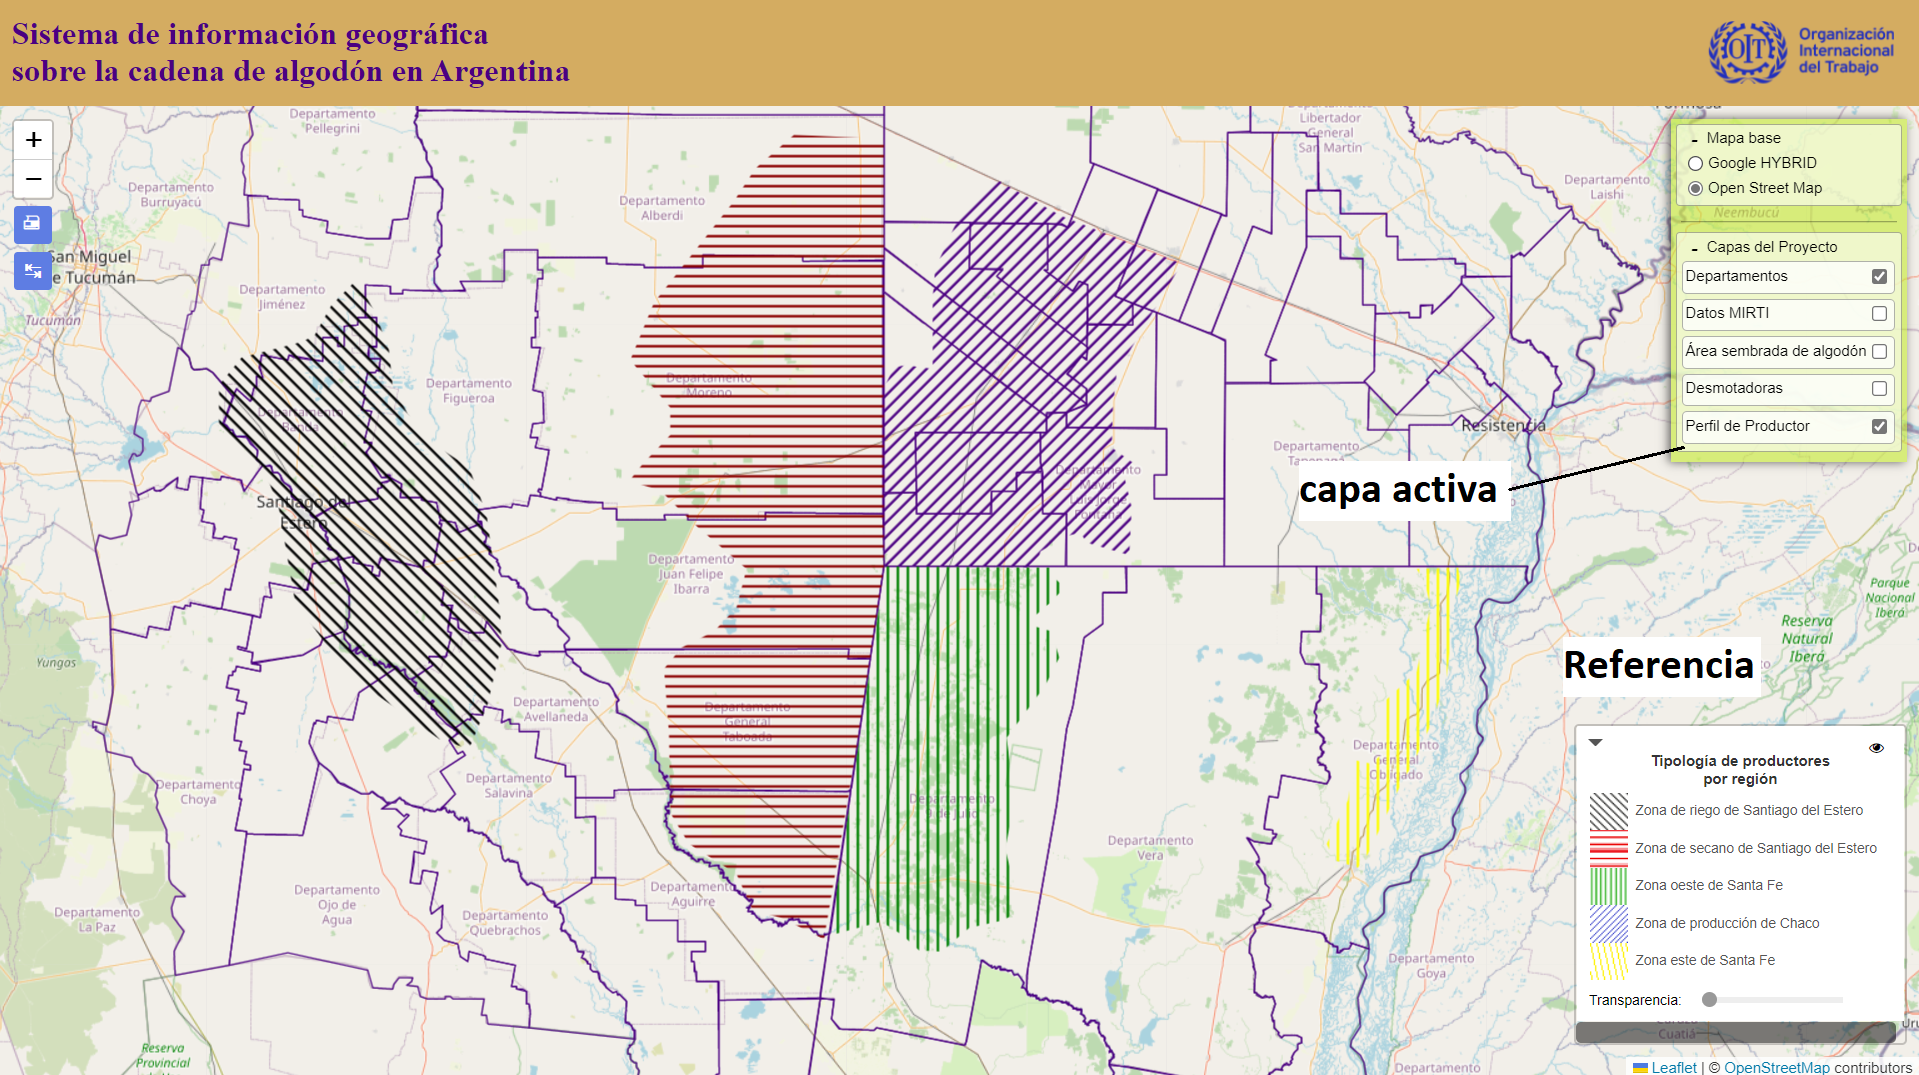 Sistema de información geográfica
sobre la cadena de algodón en Argentina
Organización
Internacional
del Trabajo
+
−
- Mapa base
Google HYBRID
Open Street Map
Ñeembucú
- Capas del Proyecto
Departamentos
Datos MIRTI
Área sembrada de algodón
Desmotadoras
Perfil de Productor
capa activa
Referencia
Formosa
Departamento
Pellegrini
Departamento
Libertador
General
San Martín
Departamento
Burruyacú
Departamento
Alberdi
Departamento
Laishi
San Miguel
e Tucumán
Tucumán
Departamento
Jiménez
Departamento
Figueroa
Departamento
Moreno
Departamento
Banda
Resistencia
Departamento
Santiago del
Estero
Departamento
Mayor
Luis Jorge
Fontana
Departamento
Juan Felipe
Ibarra
Parque
Nacional
Iberá
Reserva
Natural
Iberá
Yungas
Departamento
Avellaneda
Departamento
General
Taboada
Departamento
General
Obligado
Departamento
Choya
Departamento
Salavina
Departamento
9 de Julio
Departamento
Vera
Departamento
Ojo de
Agua
Departamento
Aguirre
Departamento
La Paz
Departamento
Quebrachos
Departamento
Goya
Reserva
Provincial
Tipología de productores
por región
Zona de riego de Santiago del Estero
Zona de secano de Santiago del Estero
Zona oeste de Santa Fe
Zona de producción de Chaco
Zona este de Santa Fe
Transparencia:
Cuatiá
Leaflet | © OpenStreetMap contributors